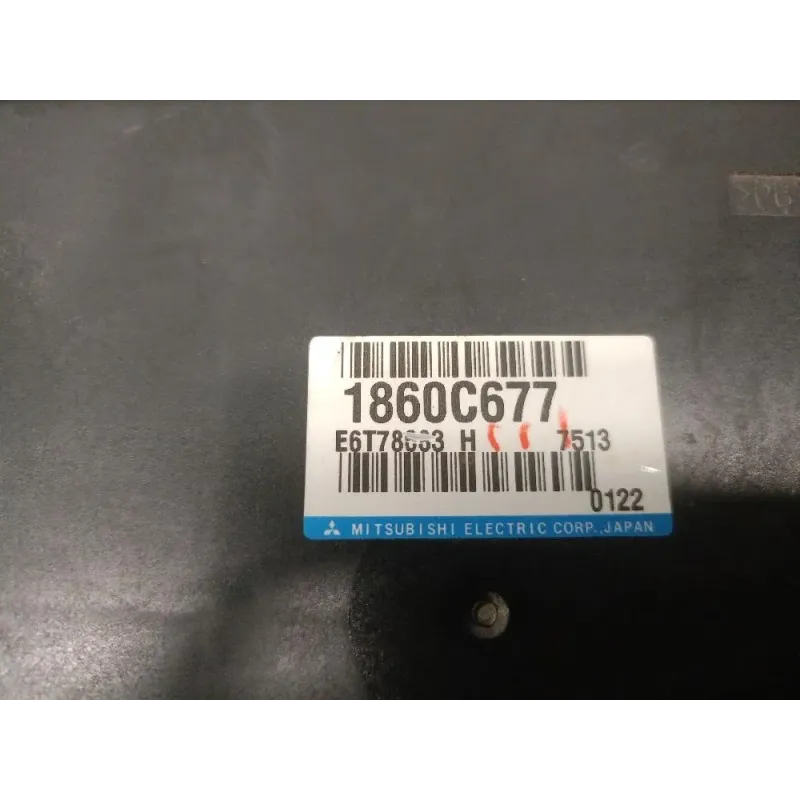 1860C677
H 7513
0122
MITSUBISHI ELECTRIC CORP.,JAPAN